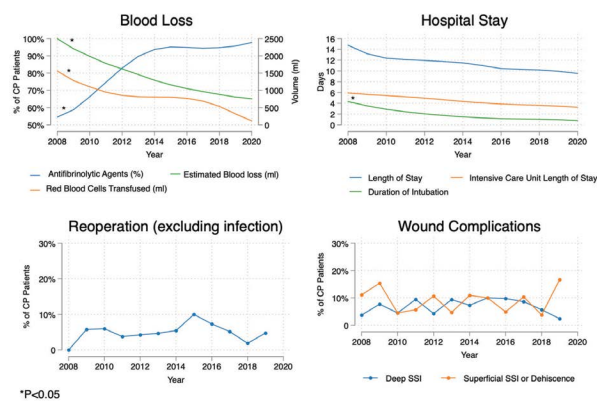 Blood Loss
% of CP Patients
100%
90%
80%
70%
60%
50%
*
*
*
2500
2000
1500
1000
500
0
Volume (ml)
2008 2010 2012 2014 2016 2018 2020
Year
Antifibrinolytic Agents (%)
Estimated Blood loss (ml)
Red Blood Cells Transfused (ml)
Hospital Stay
Days
16
14
12
10
8
6
4
2
0
*
2008 2010 2012 2014 2016 2018 2020
Year
Length of Stay
Intensive Care Unit Length of Stay
Duration of Intubation
Reoperation (excluding infection)
% of CP Patients
30%
20%
10%
0
2008 2010 2012 2014 2016 2018 2020
Year
Wound Complications
% of CP Patients
30%
20%
10%
0
2008 2010 2012 2014 2016 2018 2020
Year
Deep SSI
Superficial SSI or Dehiscence
*P<0.05